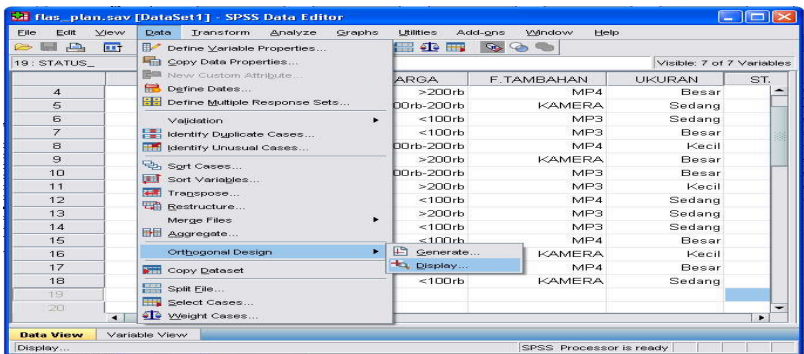 flas_plan.sav [DataSet1] - SPSS Data Editor
File Edit View Data Transform Analyze Graphs Utilities Add-ons Window Help
19 : STATUS_
Visible: 7 of 7 Variables
ARGA F.TAMBAHAN UKURAN ST.
4 >200rb MP4 Besar
5 00rb-200rb KAMERA Sedang
6 <100rb MP3 Sedang
7 <100rb MP3 Besar
8 00rb-200rb MP4 Kecil
9 >200rb KAMERA Besar
10 00rb-200rb MP3 Besar
11 >200rb MP3 Kecil
12 <100rb MP4 Sedang
13 >200rb MP3 Sedang
14 <100rb MP3 Sedang
15 <100rb MP4 Besar
16 KAMERA Kecil
17 MP4 Besar
18 <100rb KAMERA Sedang
19
20
Define Variable Properties...
Copy Data Properties...
New Custom Attribute...
Define Dates...
Define Multiple Response Sets...
Validation
Identify Duplicate Cases...
Identify Unusual Cases...
Sort Cases...
Sort Variables...
Transpose...
Restructure...
Merge Files
Aggregate...
Orthogonal Design
Generate...
Display...
Copy Dataset
Split File...
Select Cases...
Weight Cases...
Data View Variable View
Display... SPSS Processor is ready